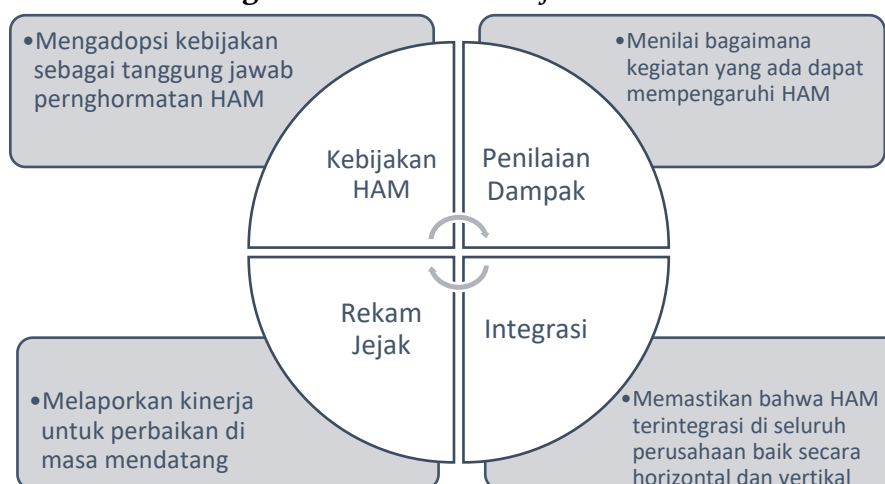 •Mengadopsi kebijakan
sebagai tanggung jawab
pernghormatan HAM
•Menilai bagaimana
kegiatan yang ada dapat
mempengaruhi HAM
Kebijakan
HAM
Penilaian
Dampak
Rekam
Jejak
Integrasi
•Melaporkan kinerja
untuk perbaikan di
masa mendatang
•Memastikan bahwa HAM
terintegrasi di seluruh
perusahaan baik secara
horizontal dan vertikal